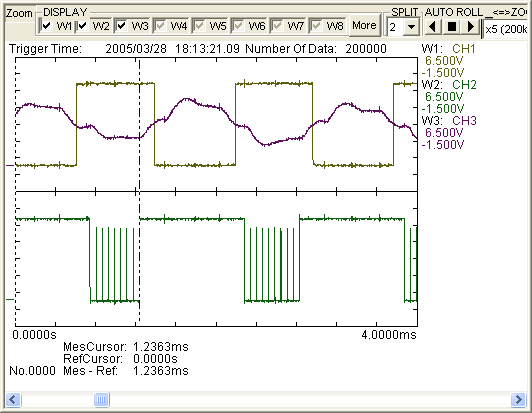 Zoom DISPLAY SPLIT AUTO ROLL _<=>ZO
W1 W2 W3 W4 W5 W6 W7 W8 More 2 x5 (200k
Trigger Time: 2005/03/28 18:13:21.09 Number Of Data: 200000
W1: CH1
6.500V
-1.500V
W2: CH2
6.500V
-1.500V
W3: CH3
6.500V
-1.500V
0.0000s 4.0000ms
MesCursor: 1.2363ms
RefCursor: 0.0000s
No.0000 Mes - Ref: 1.2363ms